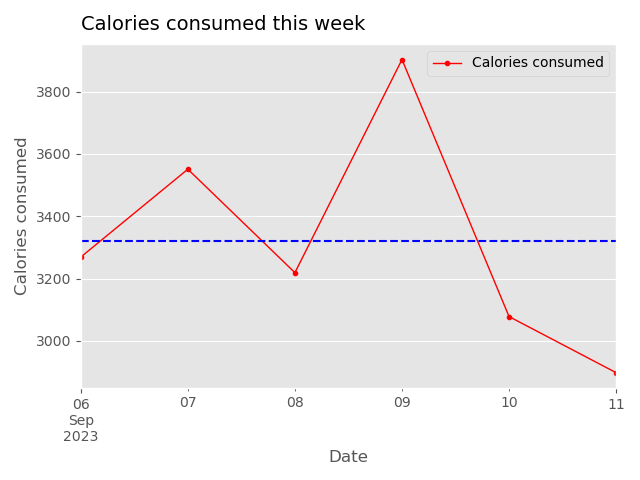 Calories consumed this week
Calories consumed
3800
3600
3400
3200
3000
Calories consumed
06
Sep
2023
07
08
09
10
11
Date